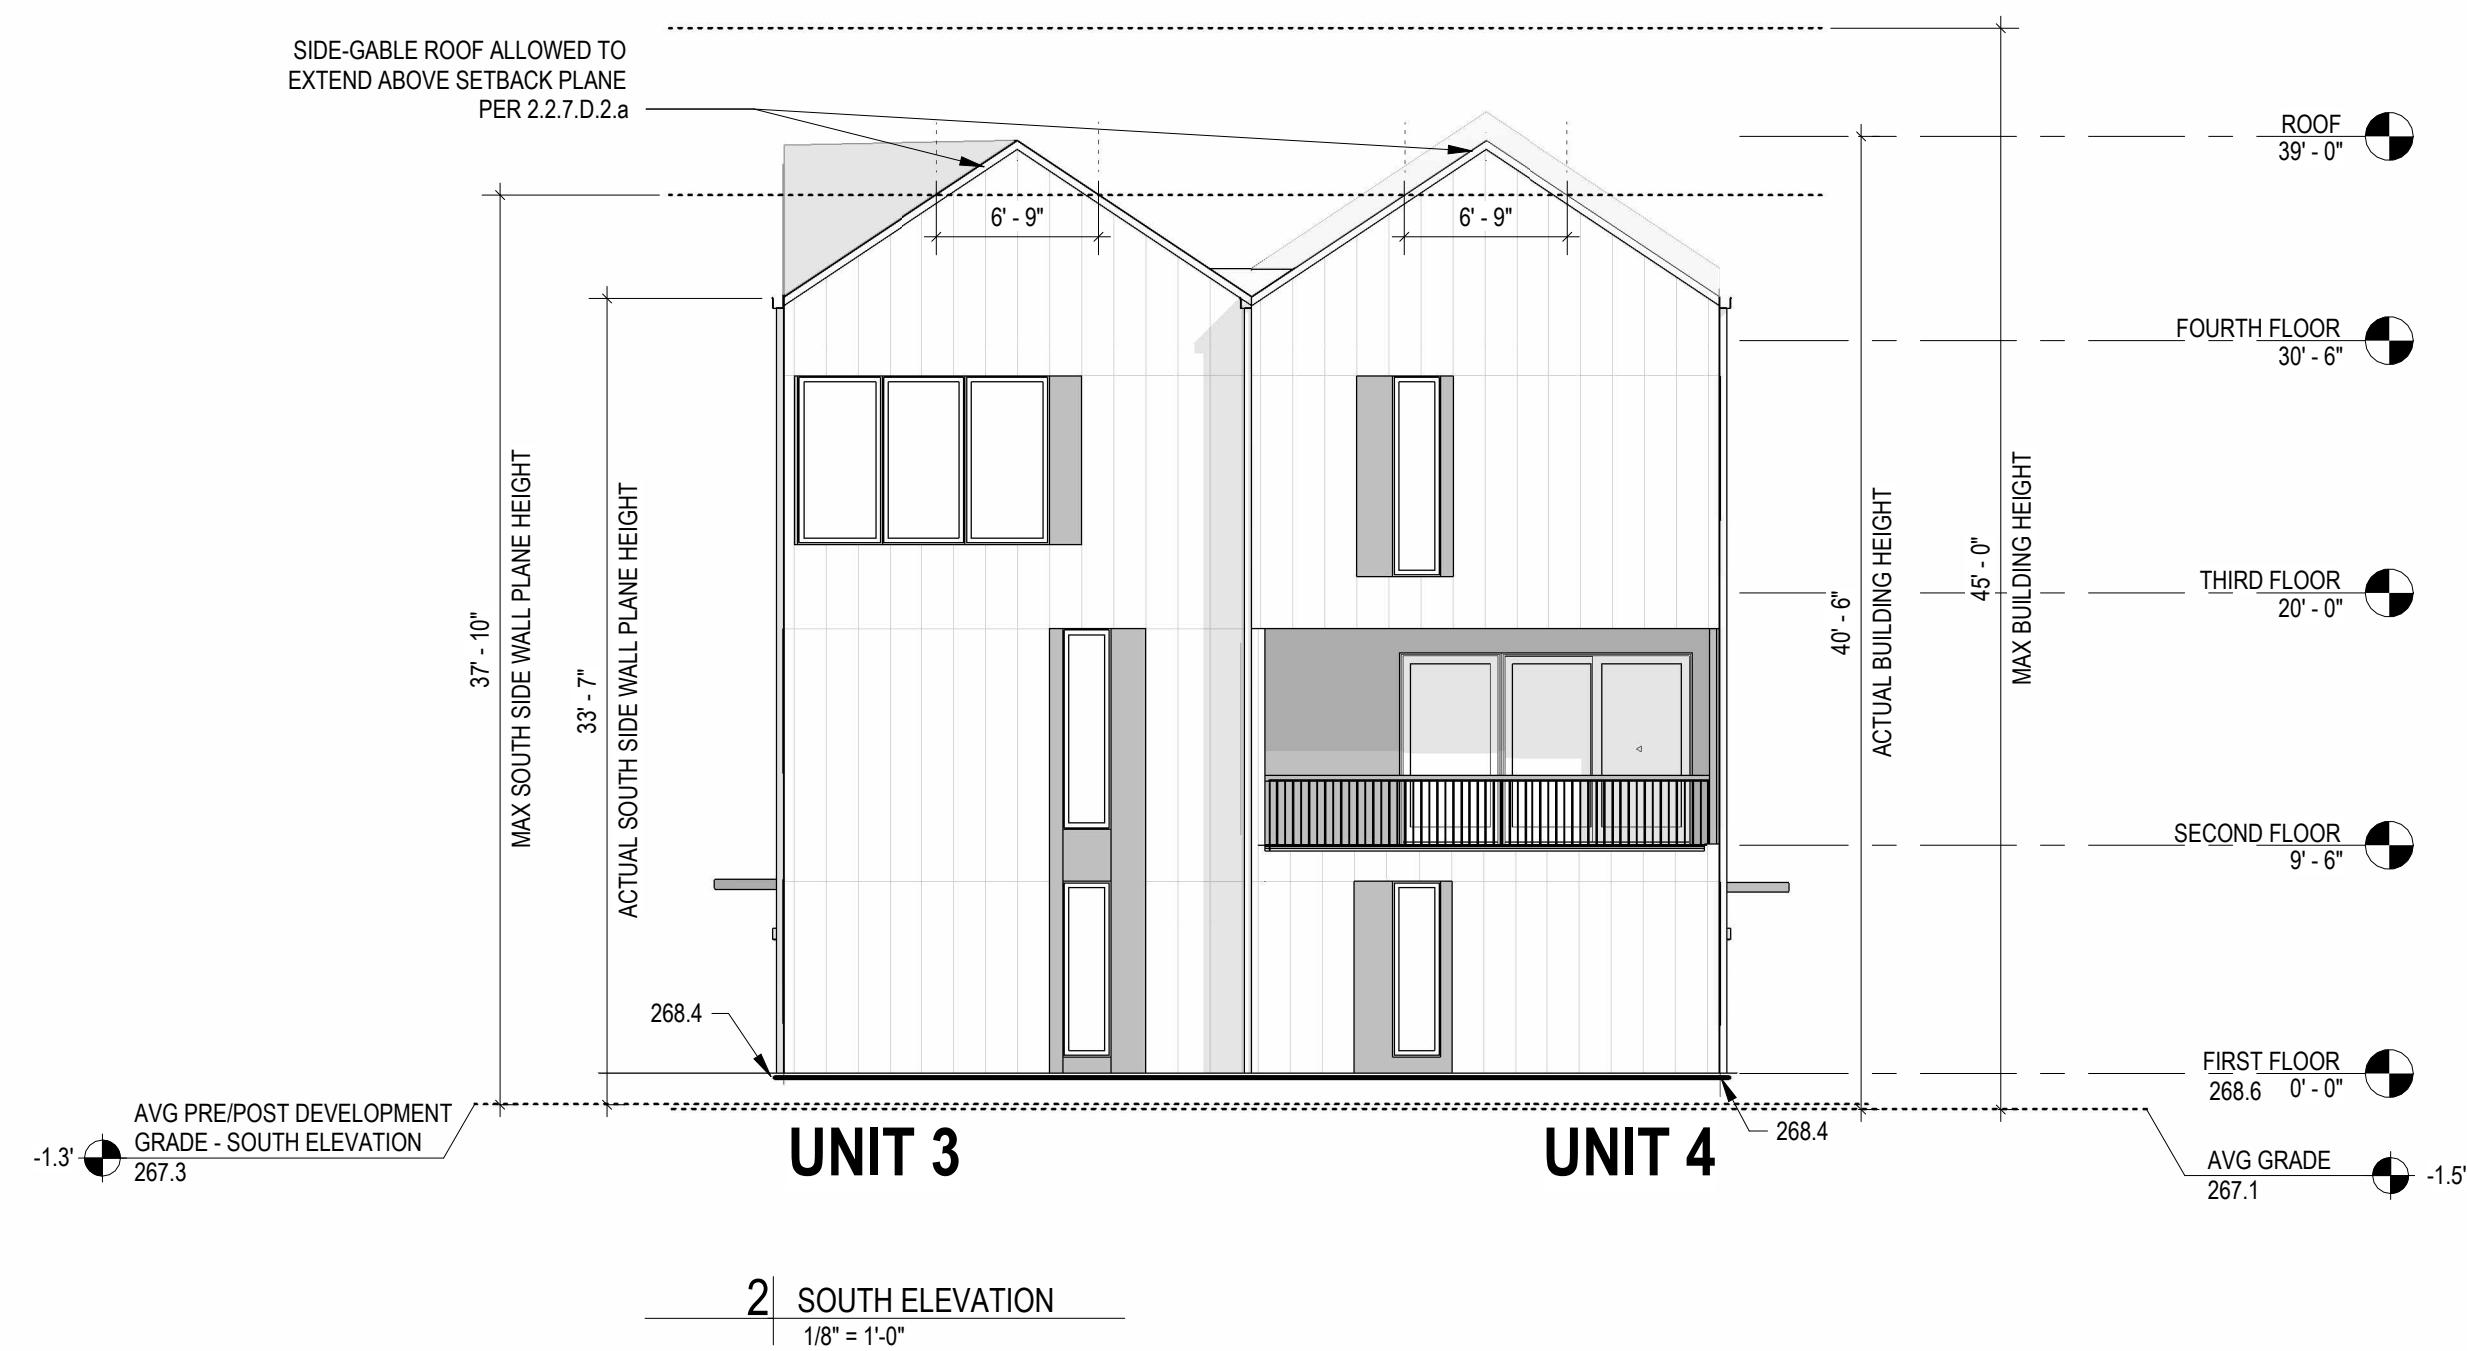 SIDE-GABLE ROOF ALLOWED TO
EXTEND ABOVE SETBACK PLANE
PER 2.2.7.D.2.a
ROOF
39' - 0"
6' - 9"
6' - 9"
FOURTH FLOOR
30' - 6"
THIRD FLOOR
20' - 0"
SECOND FLOOR
9' - 6"
FIRST FLOOR
268.6 0' - 0"
37' - 10"
MAX SOUTH SIDE WALL PLANE HEIGHT
33' - 7"
ACTUAL SOUTH SIDE WALL PLANE HEIGHT
40' - 6"
ACTUAL BUILDING HEIGHT
45' - 0"
MAX BUILDING HEIGHT
268.4
268.4
AVG PRE/POST DEVELOPMENT
GRADE - SOUTH ELEVATION
267.3
-1.3'
UNIT 3
UNIT 4
AVG GRADE
267.1
-1.5'
2 SOUTH ELEVATION
1/8" = 1'-0"